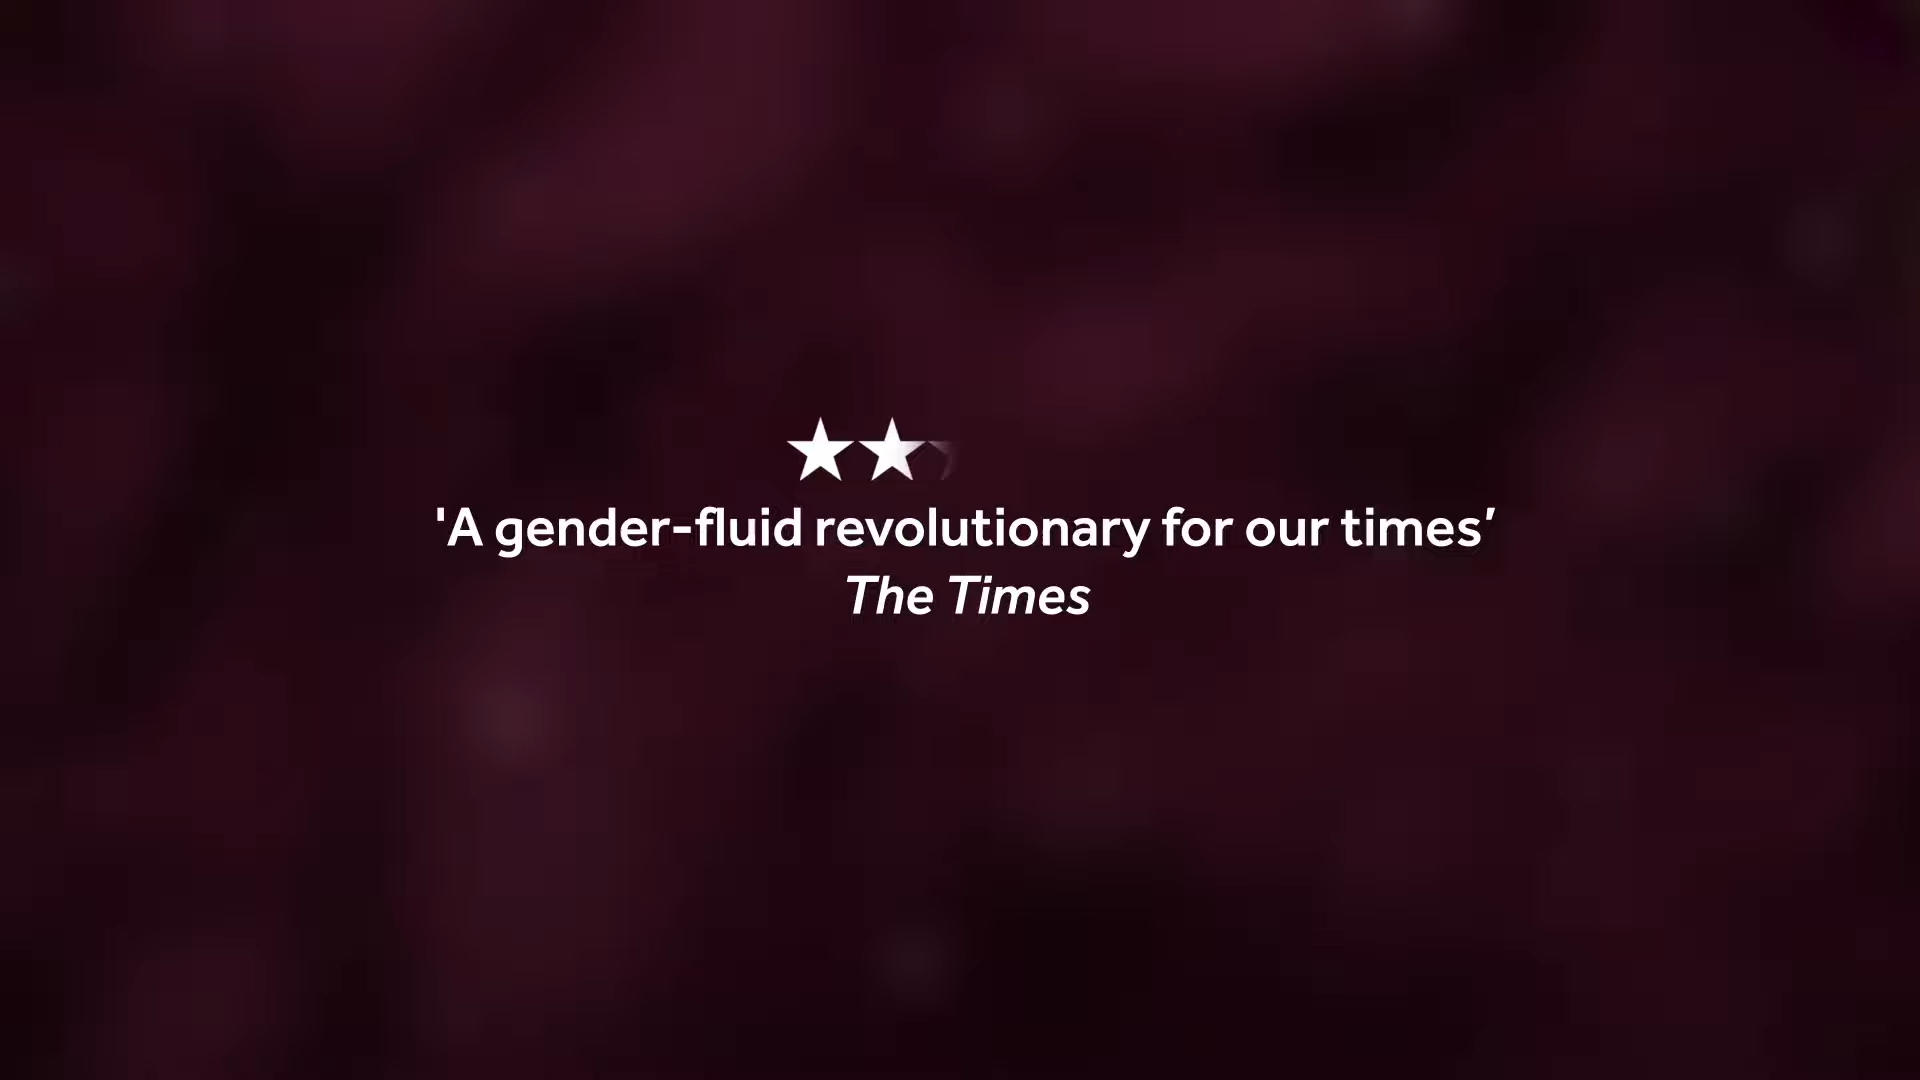 ★★
'A gender-fluid revolutionary for our times’
The Times